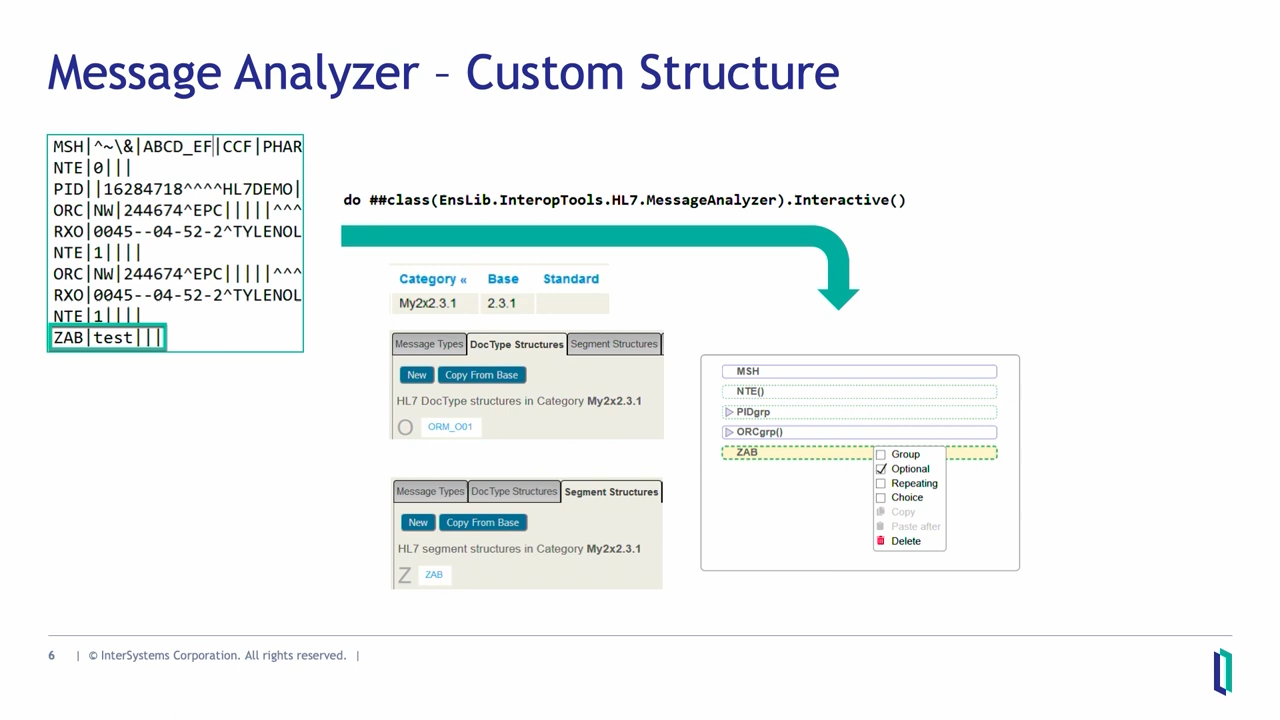 Message Analyzer – Custom Structure
MSH|^~\&|ABCD_EF|CCF|PHAR
NTE|0|||
PID||16284718^^^^HL7DEMO|
ORC|NW|244674^EPC|||||^^^
RXO|0045--04-52-2^TYLENOL
NTE|1||||
ORC|NW|244674^EPC|||||^^^
RXO|0045--04-52-2^TYLENOL
NTE|1||||
ZAB|test|||
do ##class(EnsLib.InteropTools.HL7.MessageAnalyzer).Interactive()
Category « Base Standard
My2x2.3.1 2.3.1
Message Types DocType Structures Segment Structures
New Copy From Base
HL7 DocType structures in Category My2x2.3.1
O ORM_O01
Message Types DocType Structures Segment Structures
New Copy From Base
HL7 segment structures in Category My2x2.3.1
Z ZAB
MSH
NTE()
PIDgrp
ORCgrp()
ZAB
Group
Optional
Repeating
Choice
Copy
Paste after
Delete
6 | © InterSystems Corporation. All rights reserved. |